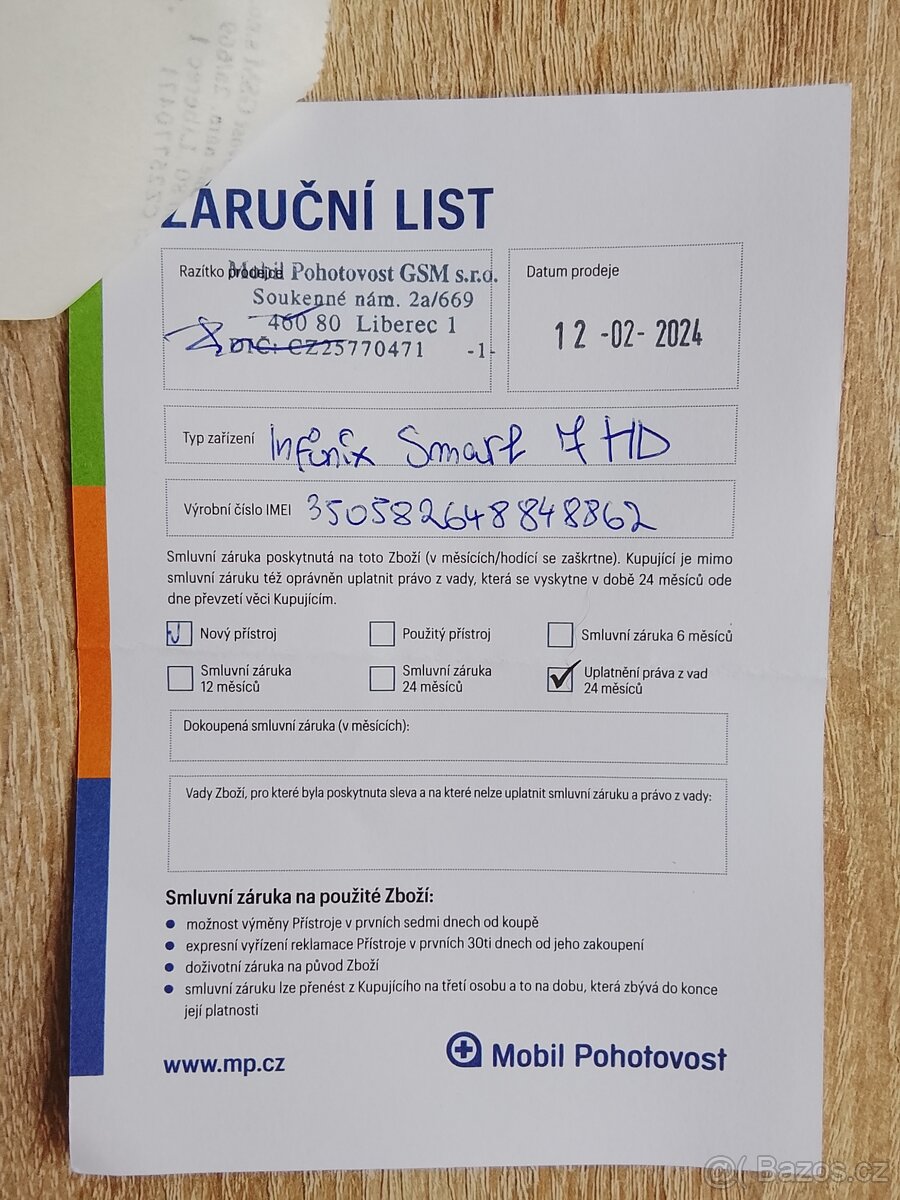 ZÁRUČNÍ LIST
Razítko prodejce
Mobil Pohotovost GSM s.r.o.
Soukenné nám. 2a/669
460 80 Liberec 1
DIČ: CZ25770471 -1-
Datum prodeje
12 -02- 2024
Typ zařízení Infinix Smart 7 HD
Výrobní číslo IMEI 350582648848862
Smluvní záruka poskytnutá na toto Zboží (v měsících/hodící se zaškrtne). Kupující je mimo
smluvní záruku též oprávněn uplatnit právo z vady, která se vyskytne v době 24 měsíců ode
dne převzetí věci Kupujícím.
Nový přístroj
Použitý přístroj
Smluvní záruka 6 měsíců
Smluvní záruka
12 měsíců
Smluvní záruka
24 měsíců
Uplatnění práva z vad
24 měsíců
Dokoupená smluvní záruka (v měsících):
Vady Zboží, pro které byla poskytnuta sleva a na které nelze uplatnit smluvní záruku a právo z vady:
Smluvní záruka na použité Zboží:
možnost výměny Přístroje v prvních sedmi dnech od koupě
expresní vyřízení reklamace Přístroje v prvních 30ti dnech od jeho zakoupení
doživotní záruka na původ Zboží
smluvní záruku lze přenést z Kupujícího na třetí osobu a to na dobu, která zbývá do konce
její platnosti
www.mp.cz
Mobil Pohotovost
@( Bazos.cz